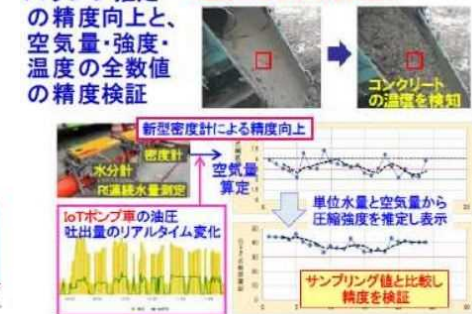 の精度向上と、
空気量・強度・
温度の全数値
の精度検証
コンクリート
の温度を検知
新型密度計による精度向上
密度計
水分計
RI連続水量測定
空気量
算定
IoTポンプ車の油圧
吐出量のリアルタイム変化
単位水量と空気量から
圧縮強度を推定し表示
サンプリング値と比較し
精度を検証